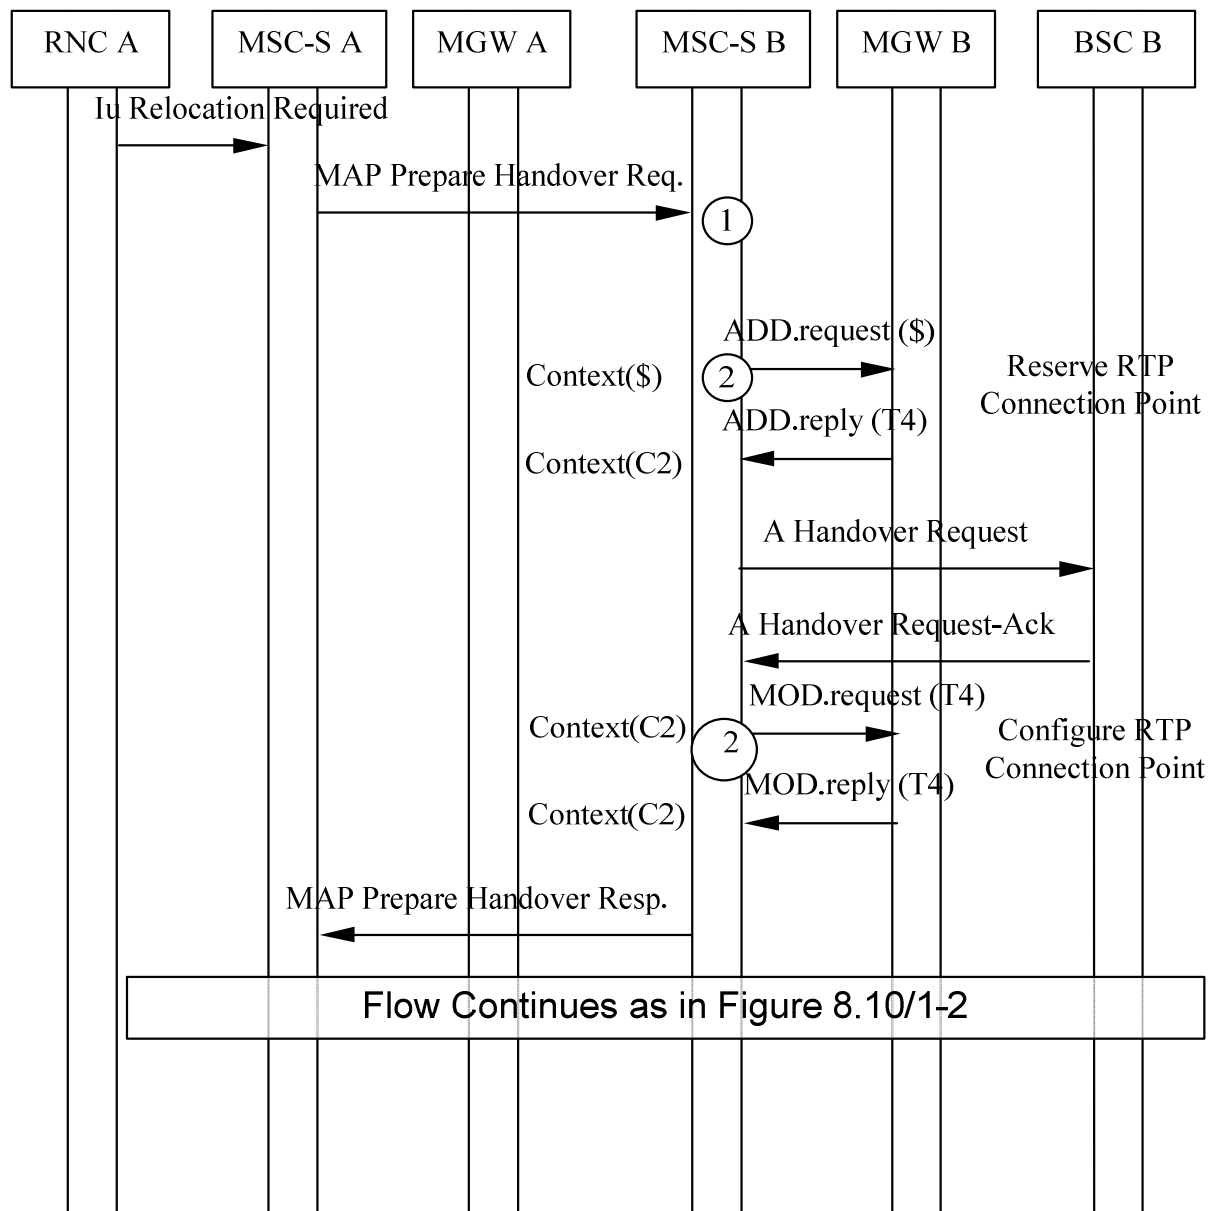 RNC A
MSC-S A
MGW A
MSC-S B
MGW B
BSC B
Iu Relocation Required
MAP Prepare Handover Req.
1
ADD.request ($)
Context($)
2
Reserve RTP
Connection Point
ADD.reply (T4)
Context(C2)
A Handover Request
A Handover Request-Ack
MOD.request (T4)
Context(C2)
2
Configure RTP
Connection Point
MOD.reply (T4)
Context(C2)
MAP Prepare Handover Resp.
Flow Continues as in Figure 8.10/1-2